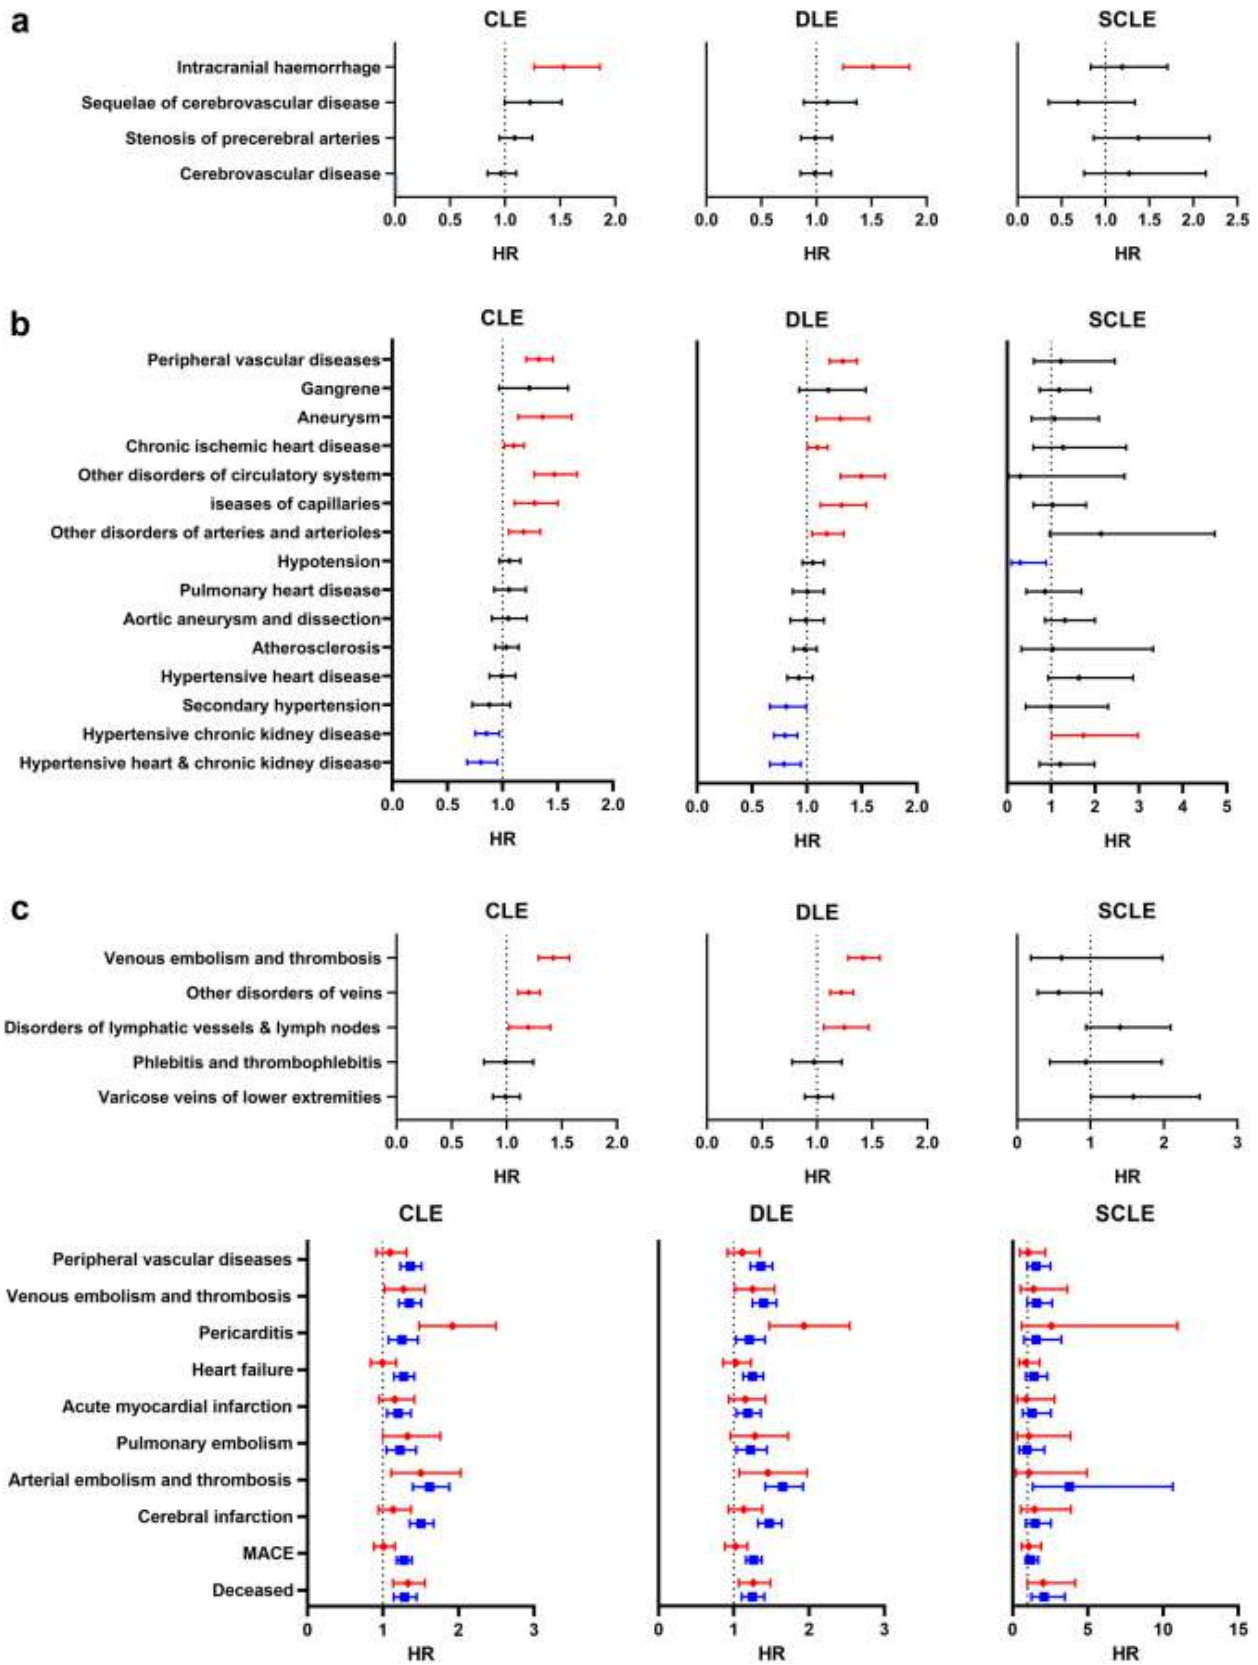 a
CLE
DLE
SCLE
Intracranial haemorrhage
Sequelae of cerebrovascular disease
Stenosis of precerebral arteries
Cerebrovascular disease
0.0 0.5 1.0 1.5 2.0
0.0 0.5 1.0 1.5 2.0
0.0 0.5 1.0 1.5 2.0 2.5
HR
HR
HR
b
CLE
DLE
SCLE
Peripheral vascular diseases
Gangrene
Aneurysm
Chronic ischemic heart disease
Other disorders of circulatory system
iseases of capillaries
Other disorders of arteries and arterioles
Hypotension
Pulmonary heart disease
Aortic aneurysm and dissection
Atherosclerosis
Hypertensive heart disease
Secondary hypertension
Hypertensive chronic kidney disease
Hypertensive heart & chronic kidney disease
0.0 0.5 1.0 1.5 2.0
0.0 0.5 1.0 1.5 2.0
0 1 2 3 4 5
HR
HR
HR
c
CLE
DLE
SCLE
Venous embolism and thrombosis
Other disorders of veins
Disorders of lymphatic vessels & lymph nodes
Phlebitis and thrombophlebitis
Varicose veins of lower extremities
0.0 0.5 1.0 1.5 2.0
0.0 0.5 1.0 1.5 2.0
0 1 2 3
HR
HR
HR
CLE
DLE
SCLE
Peripheral vascular diseases
Venous embolism and thrombosis
Pericarditis
Heart failure
Acute myocardial infarction
Pulmonary embolism
Arterial embolism and thrombosis
Cerebral infarction
MACE
Deceased
0 1 2 3
0 1 2 3
0 5 10 15
HR
HR
HR